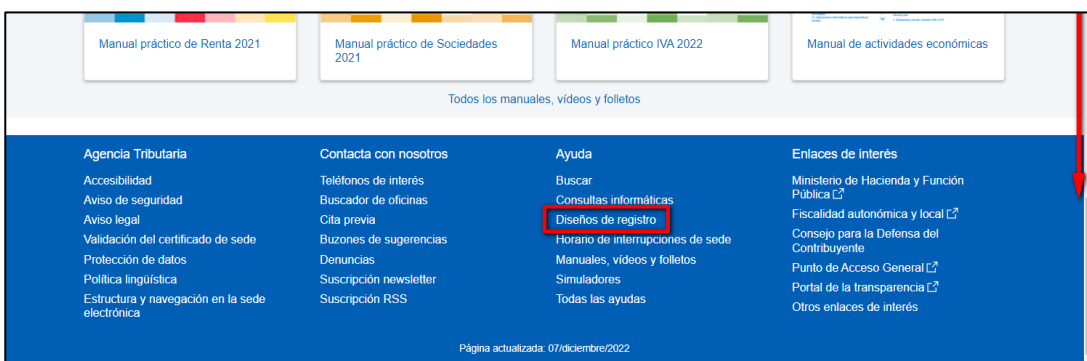 Manual práctico de Renta 2021
Manual práctico de Sociedades
2021
Manual práctico IVA 2022
Manual de actividades económicas
Todos los manuales, vídeos y folletos
Agencia Tributaria
Accesibilidad
Aviso de seguridad
Aviso legal
Validación del certificado de sede
Protección de datos
Política lingüística
Estructura y navegación en la sede
electrónica
Contacta con nosotros
Teléfonos de interés
Buscador de oficinas
Cita previa
Buzones de sugerencias
Denuncias
Suscripción newsletter
Suscripción RSS
Ayuda
Buscar
Consultas informáticas
Diseños de registro
Horario de interrupciones de sede
Manuales, vídeos y folletos
Simuladores
Todas las ayudas
Enlaces de interés
Ministerio de Hacienda y Función
Pública
Fiscalidad autonómica y local
Consejo para la Defensa del
Contribuyente
Punto de Acceso General
Portal de la transparencia
Otros enlaces de interés
Página actualizada: 07/diciembre/2022